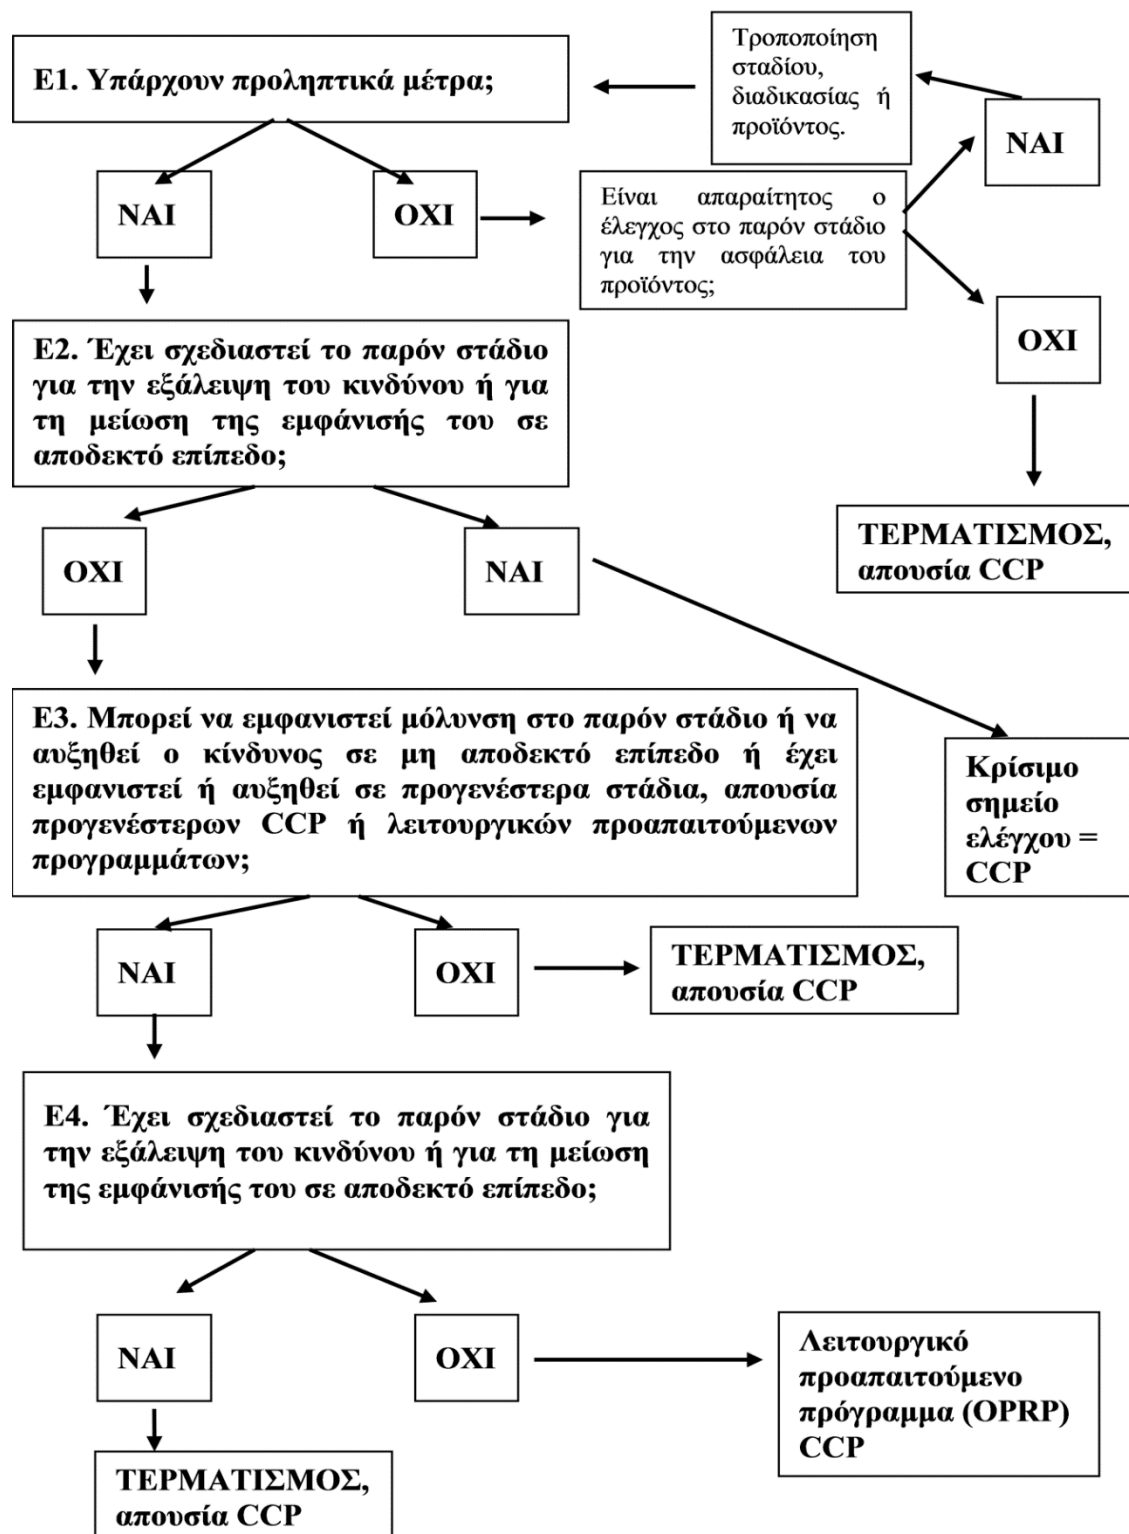 Ε1. Υπάρχουν προληπτικά μέτρα;
Τροποποίηση
σταδίου,
διαδικασίας ή
προϊόντος.
ΝΑΙ
ΝΑΙ
ΟΧΙ
Είναι απαραίτητος ο
έλεγχος στο παρόν στάδιο
για την ασφάλεια του
προϊόντος;
ΟΧΙ
Ε2. Έχει σχεδιαστεί το παρόν στάδιο
για την εξάλειψη του κινδύνου ή για
τη μείωση της εμφάνισής του σε
αποδεκτό επίπεδο;
ΤΕΡΜΑΤΙΣΜΟΣ,
απουσία CCP
ΟΧΙ
ΝΑΙ
Ε3. Μπορεί να εμφανιστεί μόλυνση στο παρόν στάδιο ή να
αυξηθεί ο κίνδυνος σε μη αποδεκτό επίπεδο ή έχει
εμφανιστεί ή αυξηθεί σε προγενέστερα στάδια, απουσία
προγενέστερων CCP ή λειτουργικών προαπαιτούμενων
προγραμμάτων;
Κρίσιμο
σημείο
ελέγχου =
CCP
ΝΑΙ
ΟΧΙ
ΤΕΡΜΑΤΙΣΜΟΣ,
απουσία CCP
Ε4. Έχει σχεδιαστεί το παρόν στάδιο για
την εξάλειψη του κινδύνου ή για τη μείωση
της εμφάνισής του σε αποδεκτό επίπεδο;
ΝΑΙ
ΟΧΙ
Λειτουργικό
προαπαιτούμενο
πρόγραμμα (OPRP)
CCP
ΤΕΡΜΑΤΙΣΜΟΣ,
απουσία CCP